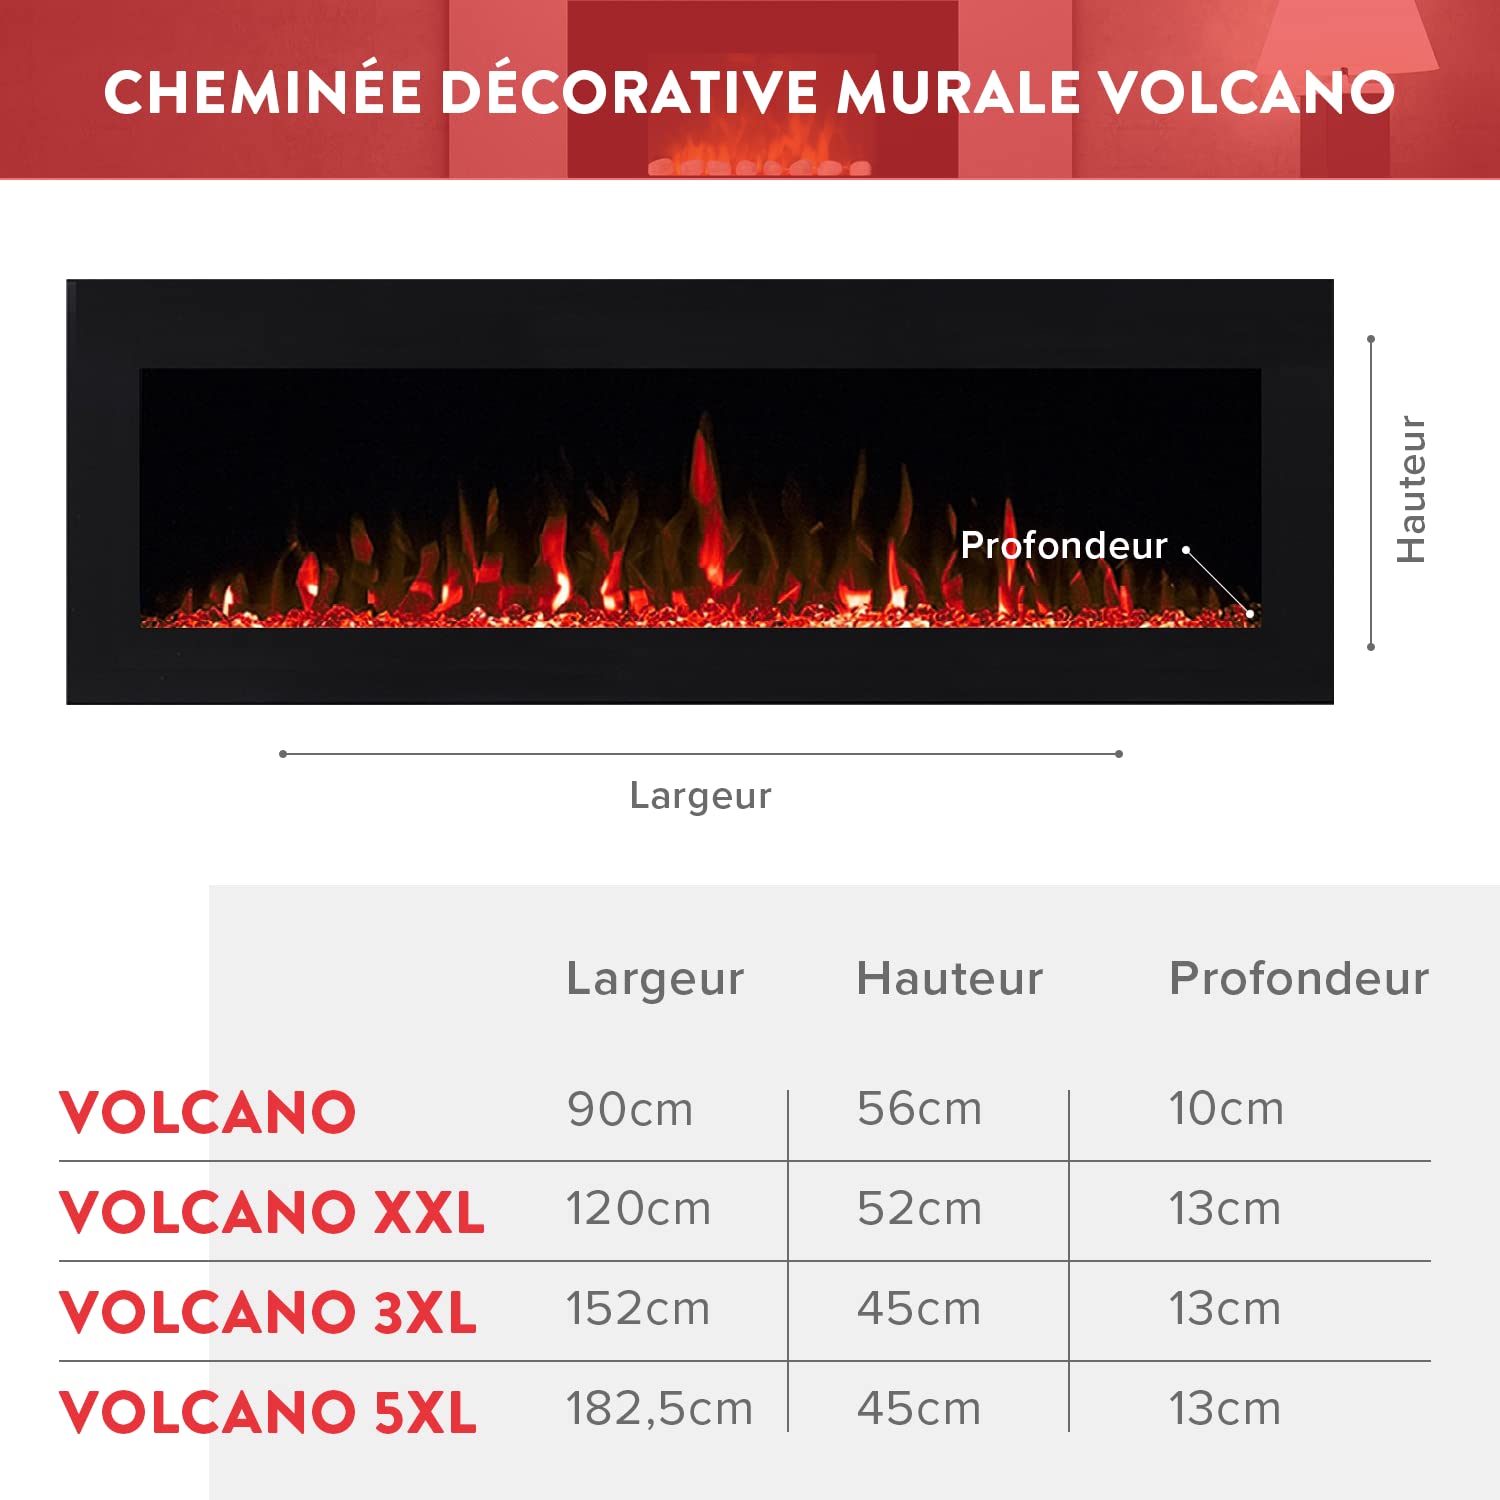 CHEMINÉE DÉCORATIVE MURALE VOLCANO
Hauteur
Profondeur
Largeur
Largeur Hauteur Profondeur
VOLCANO 90cm 56cm 10cm
VOLCANO XXL 120cm 52cm 13cm
VOLCANO 3XL 152cm 45cm 13cm
VOLCANO 5XL 182,5cm 45cm 13cm